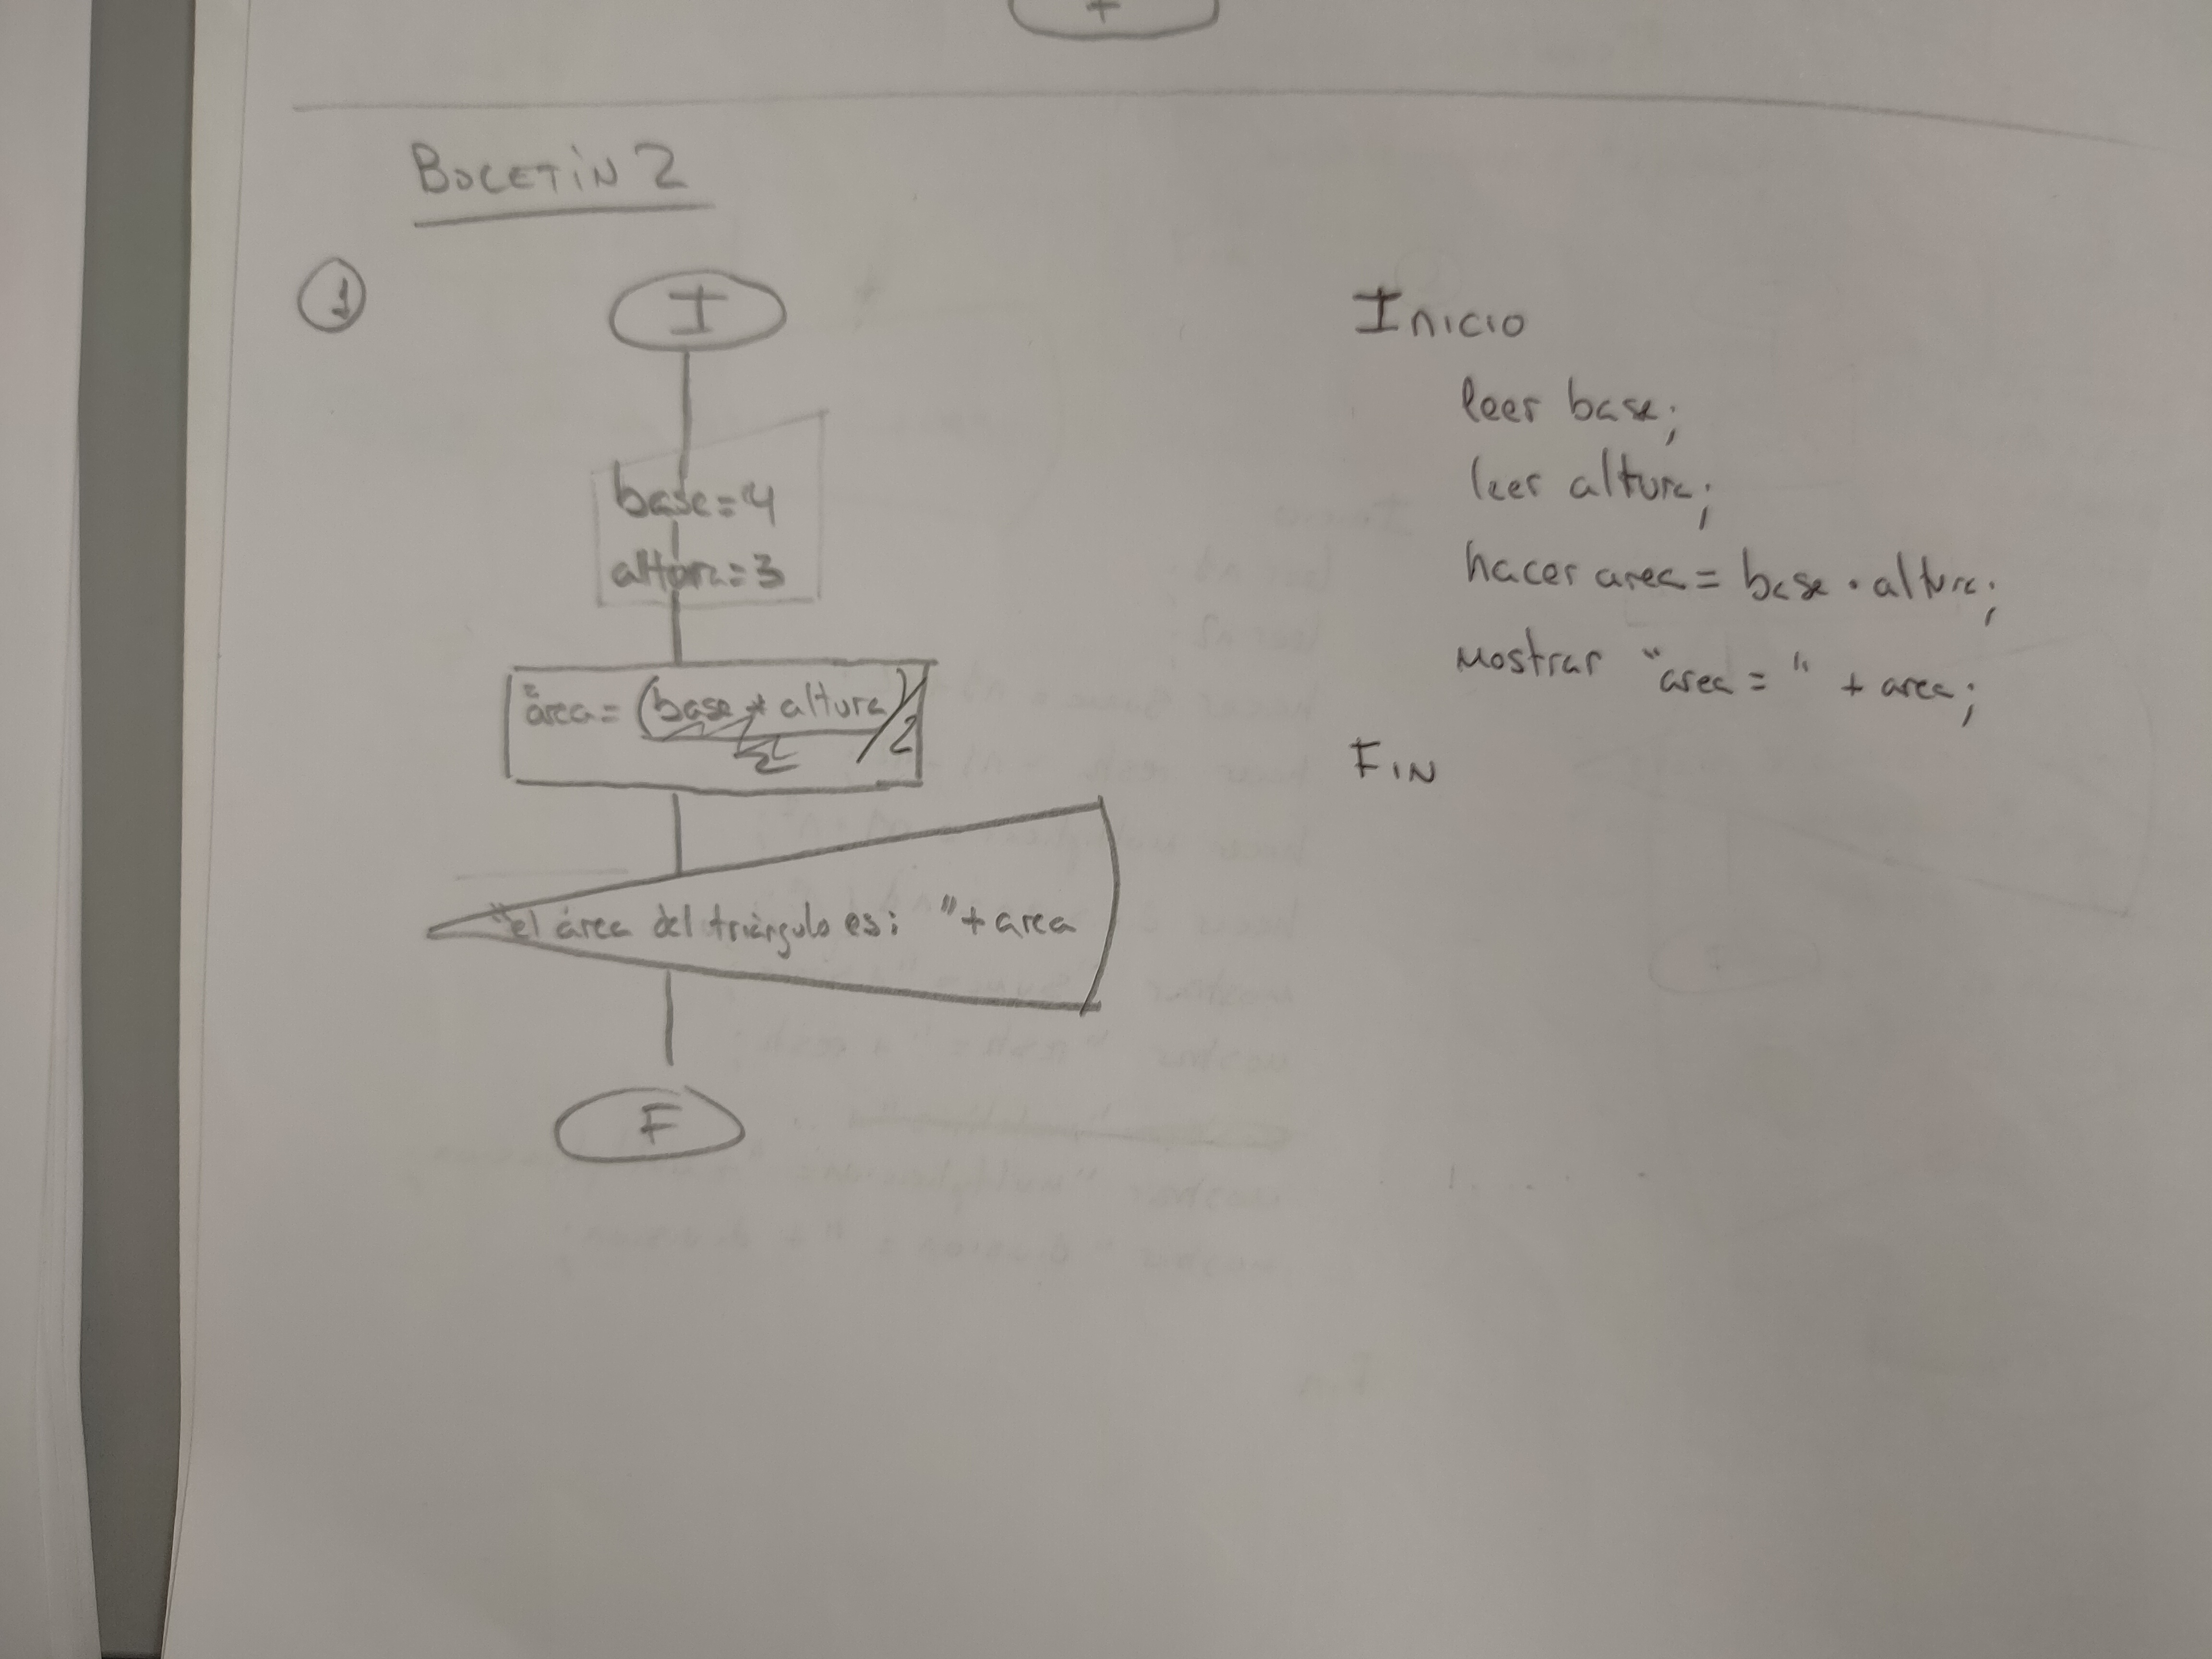 BOLETÍN 2
1
I
base=4
altura=3
área= (base * altura)/2
"el área del triángulo es: "+ area
F
Inicio
leer base;
leer altura;
hacer area = base · altura;
mostrar "area = " + area;
FIN